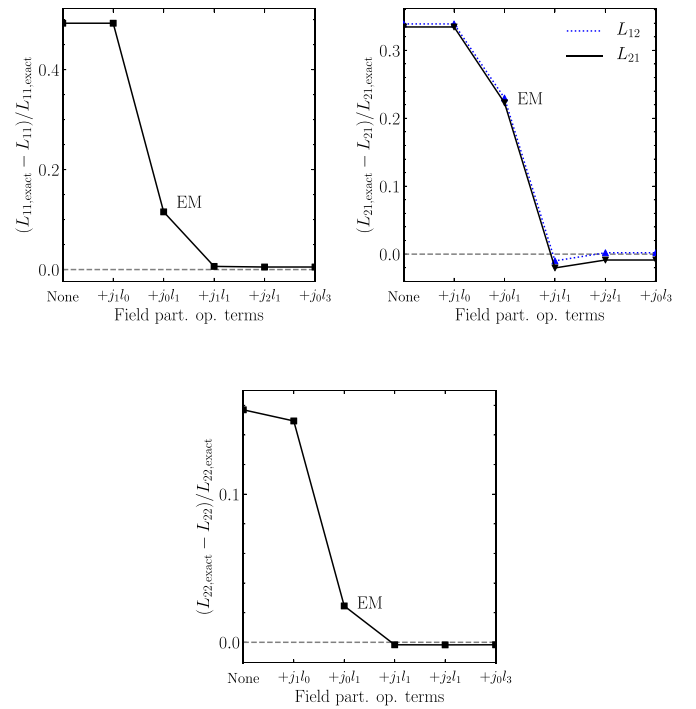 (L₁₁,exact − L₁₁)/L₁₁,exact
0.4
0.2
0.0
EM
None +j₁l₀ +j₀l₁ +j₁l₁ +j₂l₁ +j₀l₃
Field part. op. terms
(L₂₁,exact − L₂₁)/L₂₁,exact
0.3
0.2
0.1
0.0
L₁₂
L₂₁
EM
None +j₁l₀ +j₀l₁ +j₁l₁ +j₂l₁ +j₀l₃
Field part. op. terms
(L₂₂,exact − L₂₂)/L₂₂,exact
0.1
0.0
EM
None +j₁l₀ +j₀l₁ +j₁l₁ +j₂l₁ +j₀l₃
Field part. op. terms